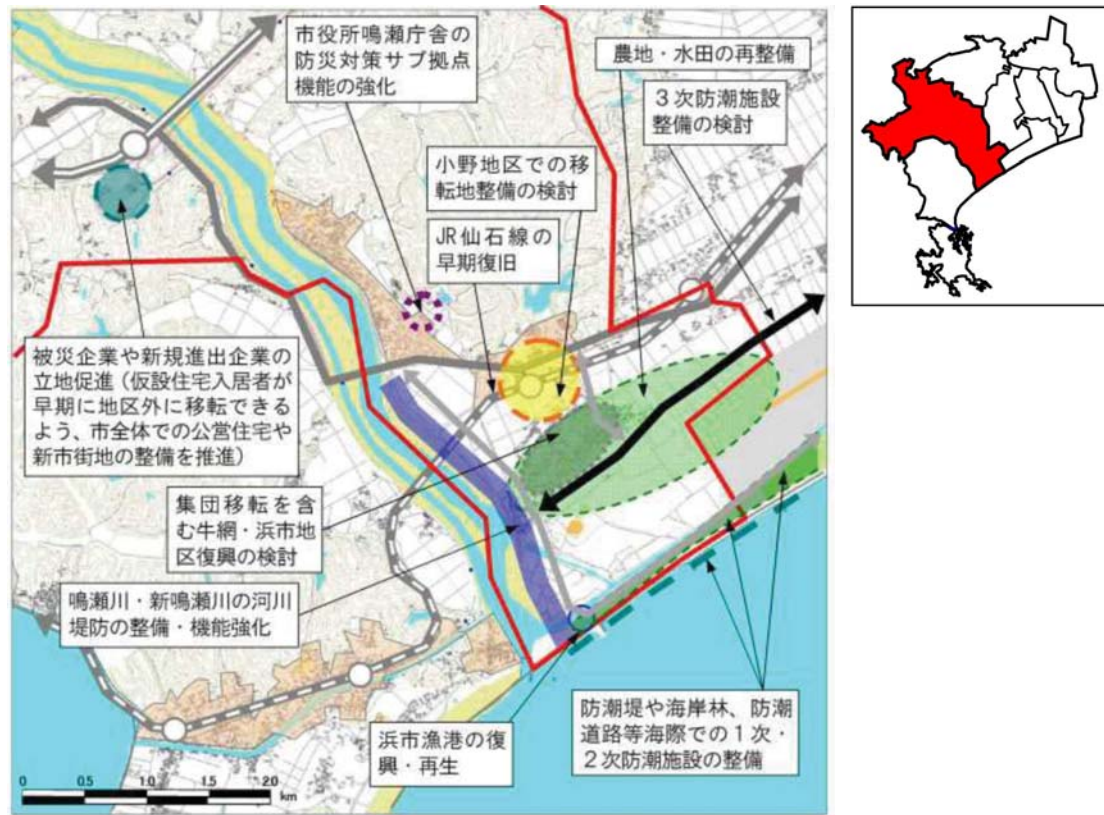 市役所鳴瀬庁舎の
防災対策サブ拠点
機能の強化
農地・水田の再整備
3次防潮施設
整備の検討
小野地区での移
転地整備の検討
JR仙石線の
早期復旧
被災企業や新規進出企業の
立地促進（仮設住宅入居者が
早期に地区外に移転できる
よう、市全体での公営住宅や
新市街地の整備を推進）
集団移転を含
む牛網・浜市地
区復興の検討
鳴瀬川・新鳴瀬川の河川
堤防の整備・機能強化
浜市漁港の復
興・再生
防潮堤や海岸林、防潮
道路等海際での1次・
2次防潮施設の整備
0 0.5 1.0 1.5 2.0
km